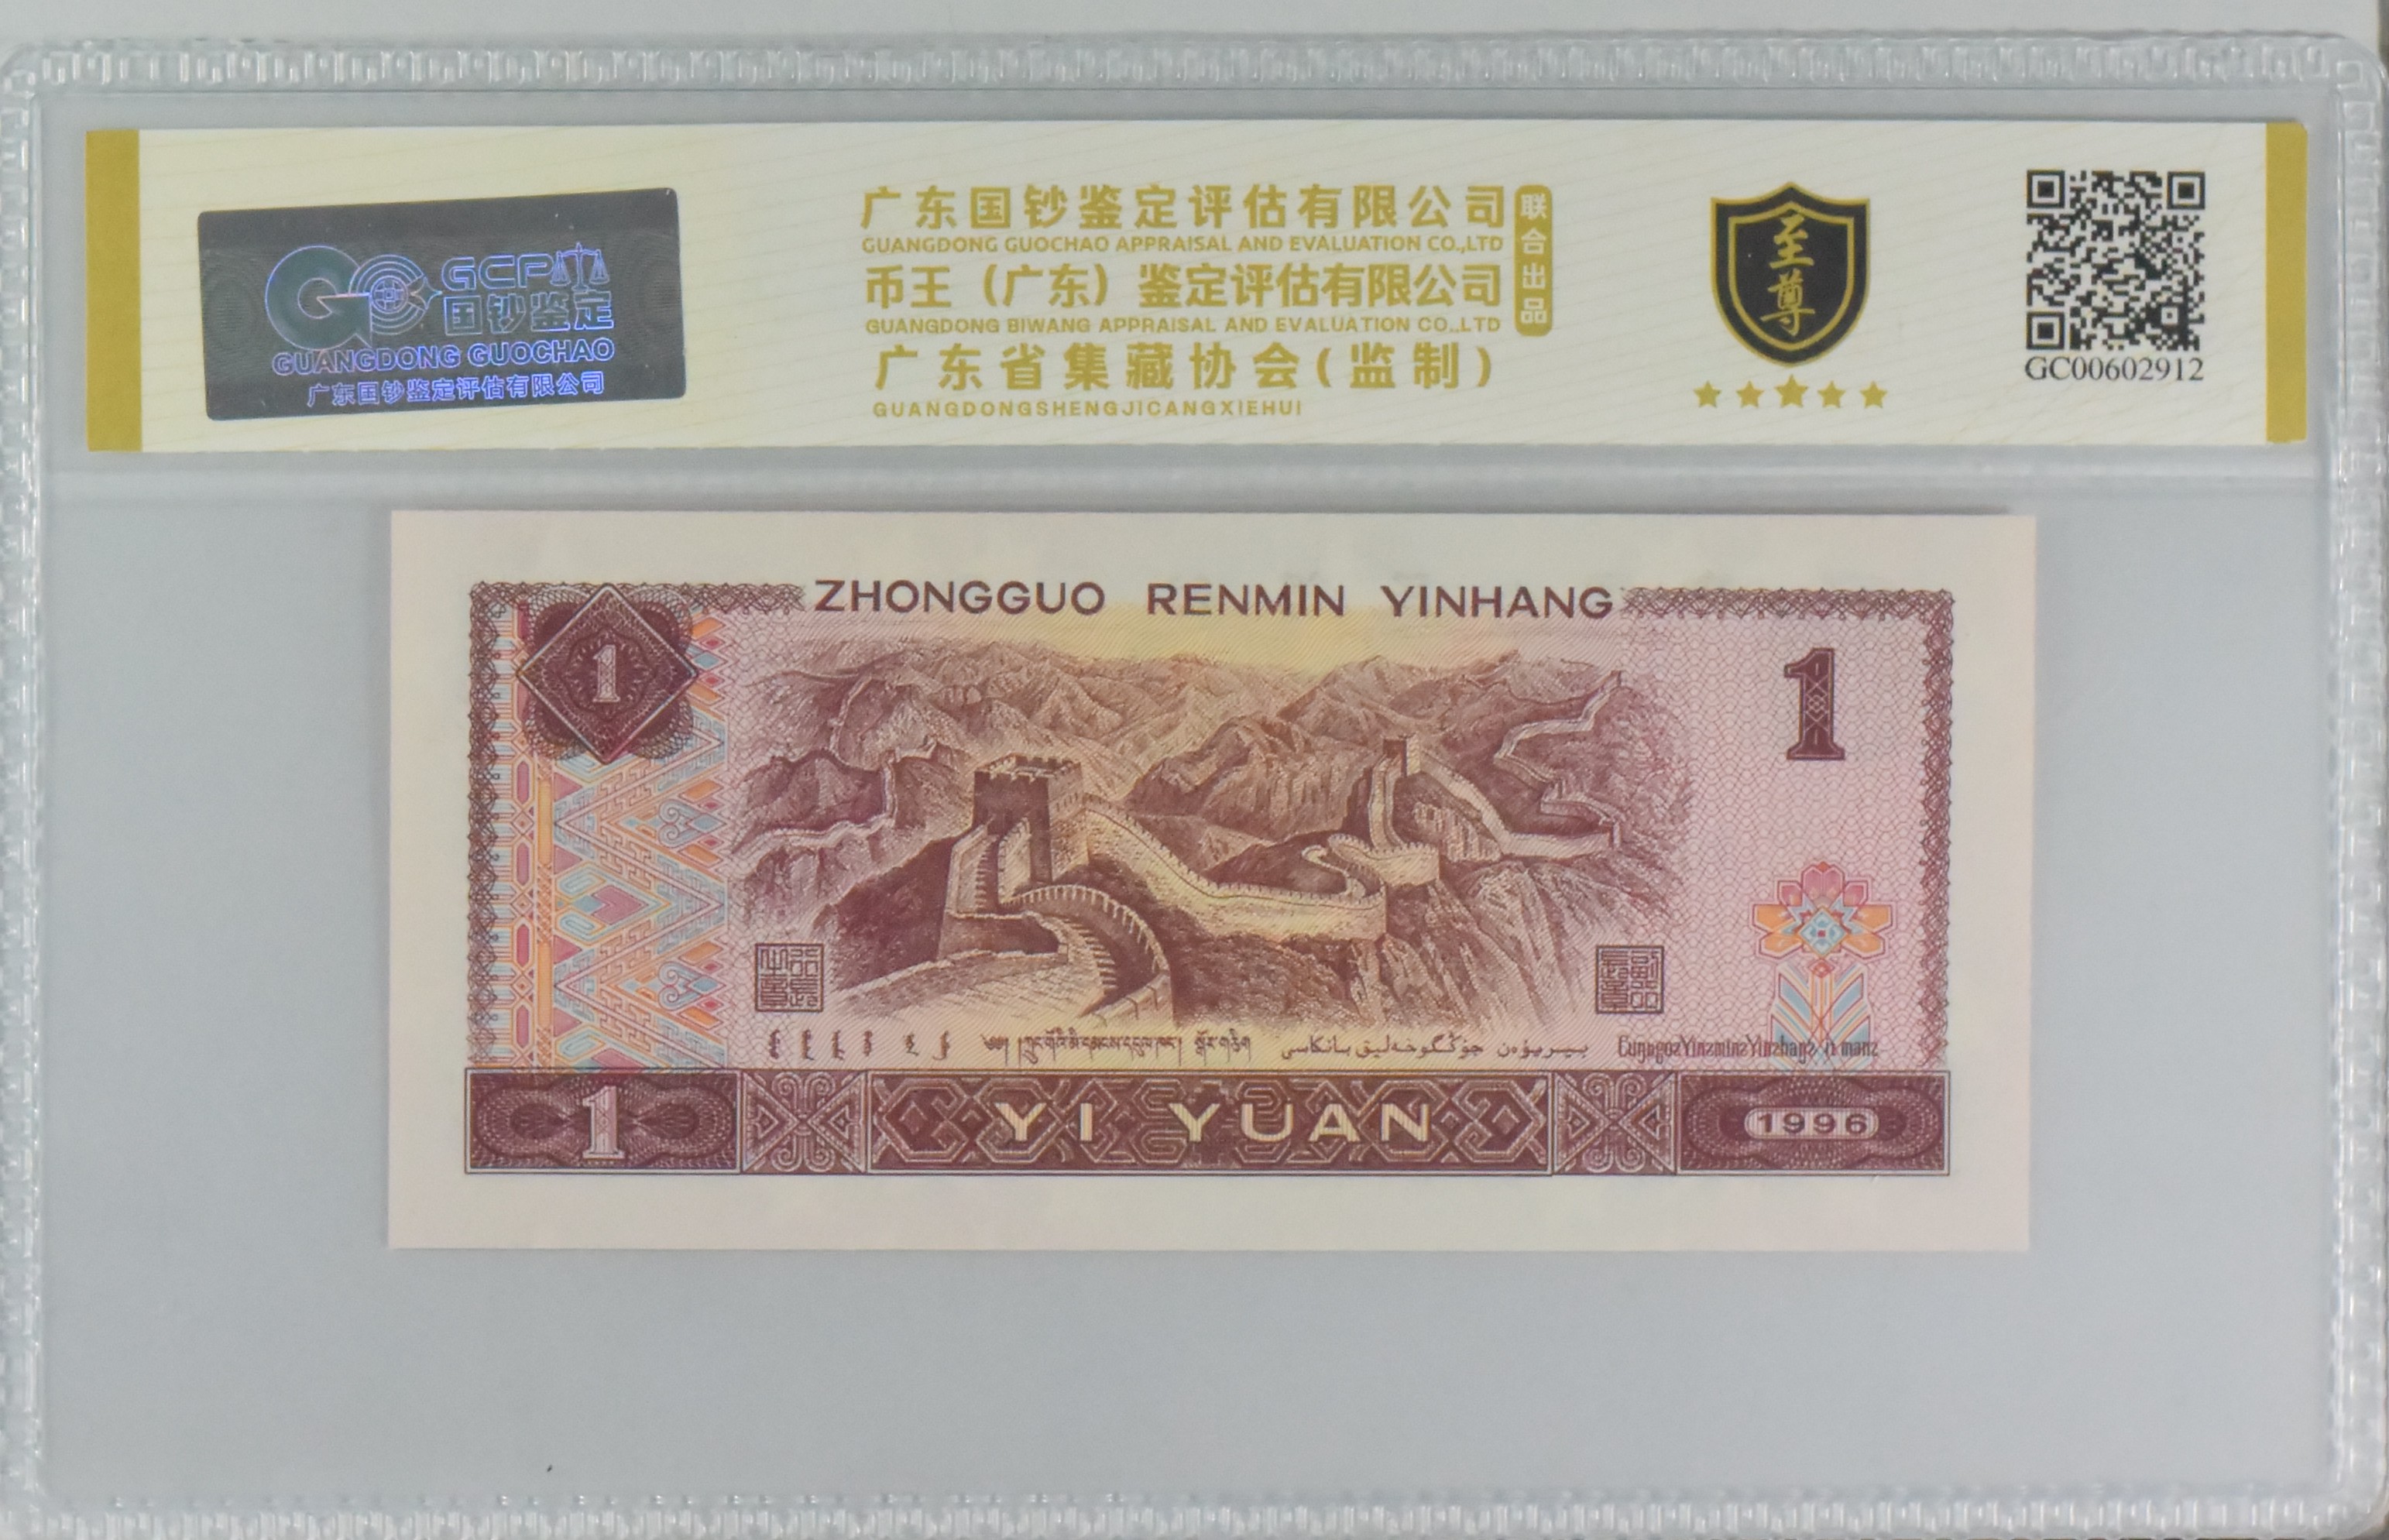 GCP
国钞鉴定
GUANGDONG GUOCHAO
广东国钞鉴定评估有限公司
广东国钞鉴定评估有限公司
GUANGDONG GUOCHAO APPRAISAL AND EVALUATION CO.,LTD
币王（广东）鉴定评估有限公司
GUANGDONG BIWANG APPRAISAL AND EVALUATION CO.,LTD
联合出品
广东省集藏协会(监制)
GUANGDONGSHENGJICANGXIEHUI
至尊
GC00602912
ZHONGGUO RENMIN YINHANG
1
1
1
YI YUAN
1996